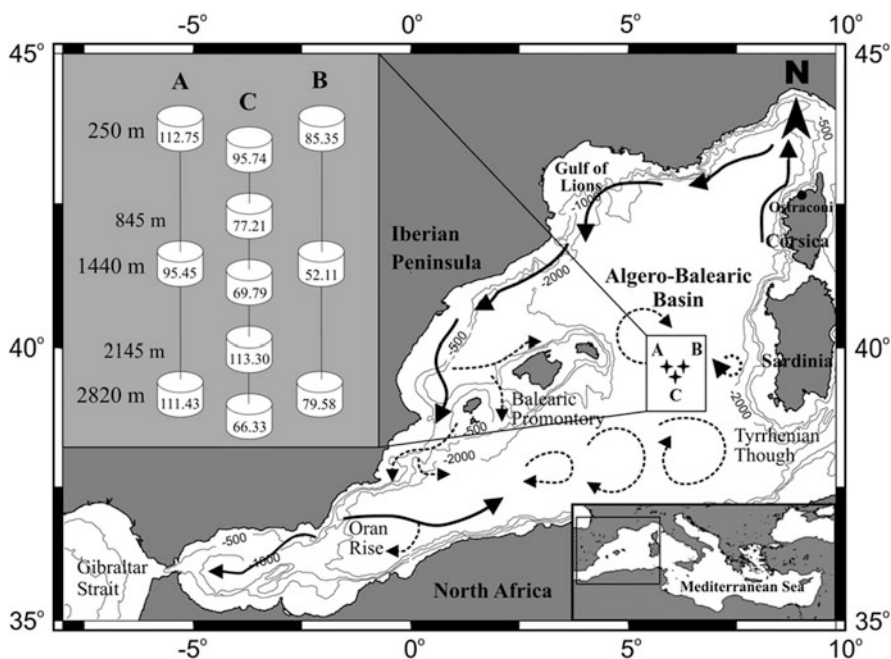 -5° 0° 5° 10°
45° 45°
A B
C
N
250 m
112.75 85.35
95.74
-500
Gulf of
Lions
-1000
845 m
77.21
Ostraconi
Corsica
Iberian
Peninsula
1440 m
95.45 52.11
69.79
-2000
Algero-Balearic
Basin
2145 m
113.30
-500
40° 40°
A B
C
Sardinia
2820 m
111.43 79.58
66.33
-2000
Balearic
Promontory
-500
-2000
Tyrrhenian
Though
Oran
Rise
-500
-1000
Gibraltar
Strait
North Africa
Mediterranean Sea
35° 35°
-5° 0° 5° 10°